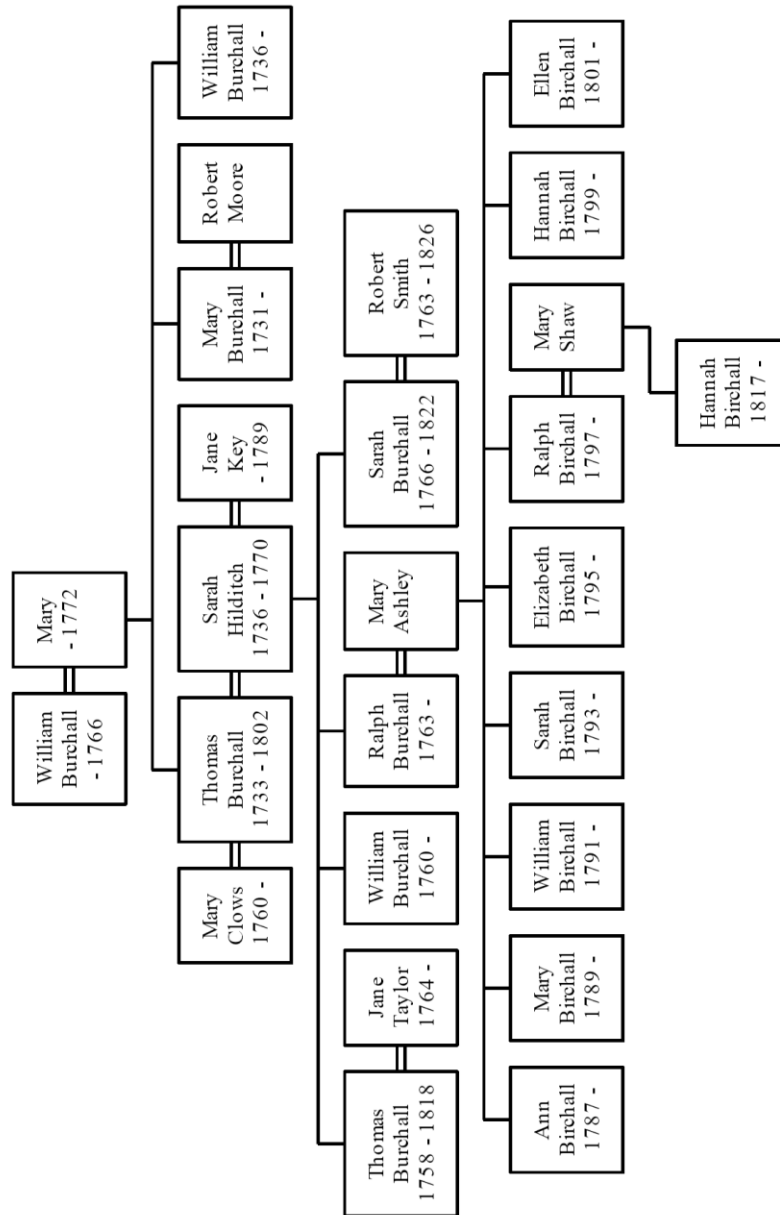 William
Burchall
-1766
Mary
-1772
Mary
Clows
1760 -
Thomas
Burchall
1733 - 1802
Sarah
Hilditch
1736 - 1770
Jane
Key
- 1789
Mary
Burchall
1731 -
Robert
Moore
William
Burchall
1736 -
Thomas
Burchall
1758 - 1818
Jane
Taylor
1764 -
William
Burchall
1760 -
Ralph
Burchall
1763 -
Mary
Ashley
Sarah
Burchall
1766 - 1822
Robert
Smith
1763 - 1826
Ann
Birchall
1787 -
Mary
Birchall
1789 -
William
Birchall
1791 -
Sarah
Birchall
1793 -
Elizabeth
Birchall
1795 -
Ralph
Birchall
1797 -
Mary
Shaw
Hannah
Birchall
1799 -
Ellen
Birchall
1801 -
Hannah
Birchall
1817 -